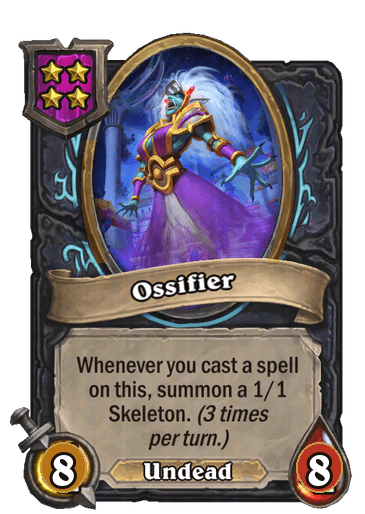 Ossifier
Whenever you cast a spell
on this, summon a 1/1
Skeleton. (3 times
per turn.)
8
Undead
8